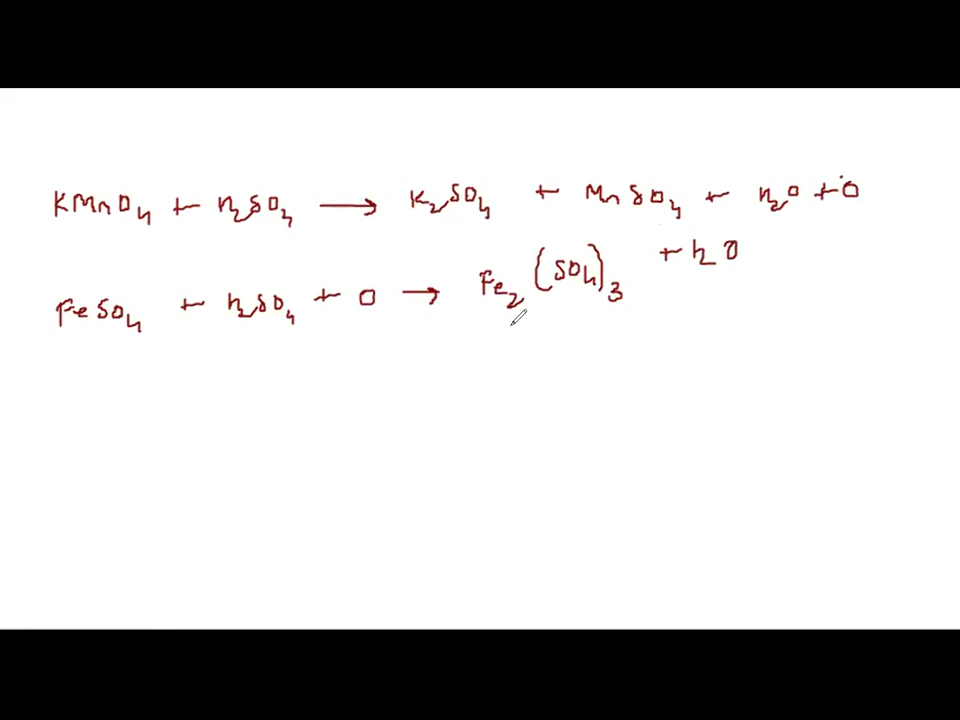 KMnO4 + H2SO4 → K2SO4 + MnSO4 + H2O + O
FeSO4 + H2SO4 + O → Fe2(SO4)3 + H2O